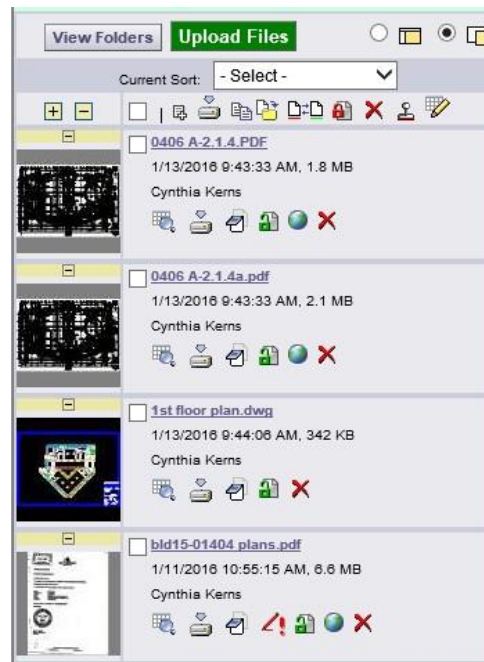 View Folders Upload Files
Current Sort: - Select -
0406 A-2.1.4.PDF
1/13/2016 9:43:33 AM, 1.8 MB
Cynthia Kerns
0406 A-2.1.4a.pdf
1/13/2016 9:43:33 AM, 2.1 MB
Cynthia Kerns
1st floor plan.dwg
1/13/2016 9:44:06 AM, 342 KB
Cynthia Kerns
bld15-01404 plans.pdf
1/11/2016 10:55:15 AM, 6.6 MB
Cynthia Kerns